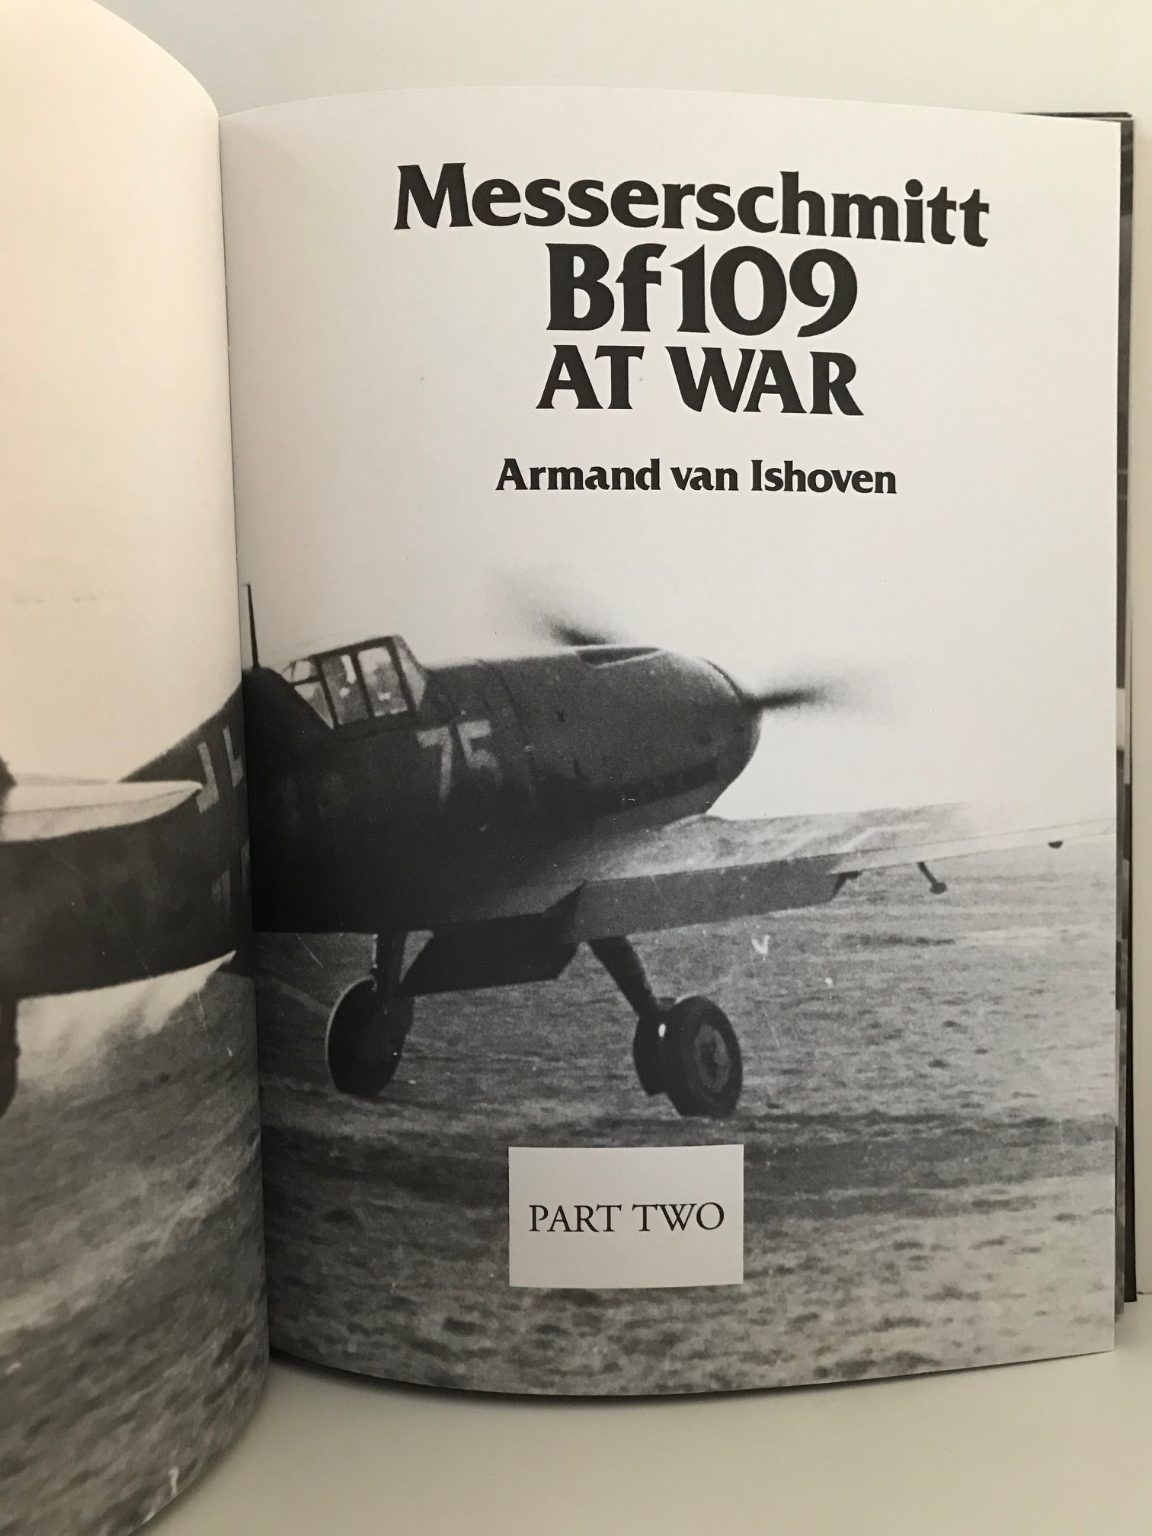 Messerschmitt
Bf109
AT WAR
Armand van Ishoven
75
PART TWO